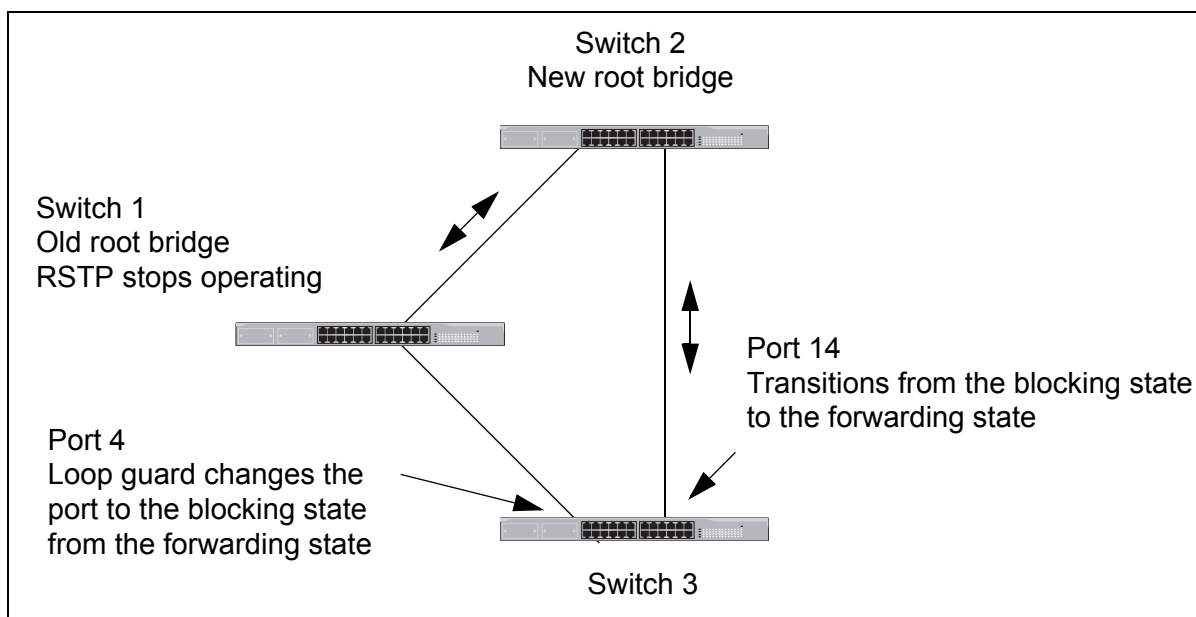 Switch 2
New root bridge
Switch 1
Old root bridge
RSTP stops operating
Port 14
Transitions from the blocking state
to the forwarding state
Port 4
Loop guard changes the
port to the blocking state
from the forwarding state
Switch 3